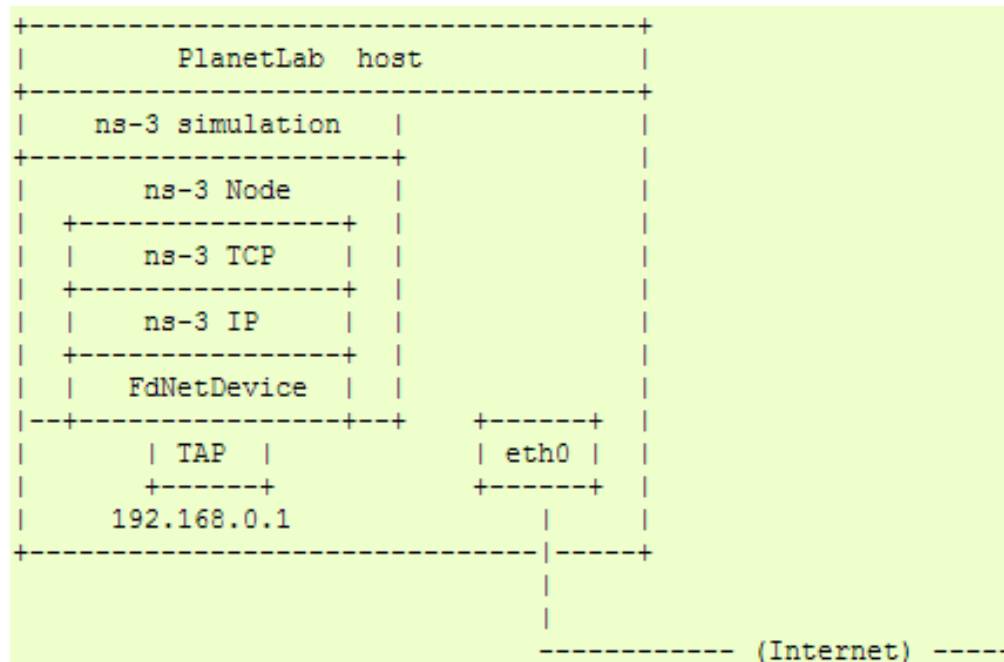 PlanetLab host
ns-3 simulation
ns-3 Node
ns-3 TCP
ns-3 IP
FdNetDevice
TAP eth0
192.168.0.1
(Internet)